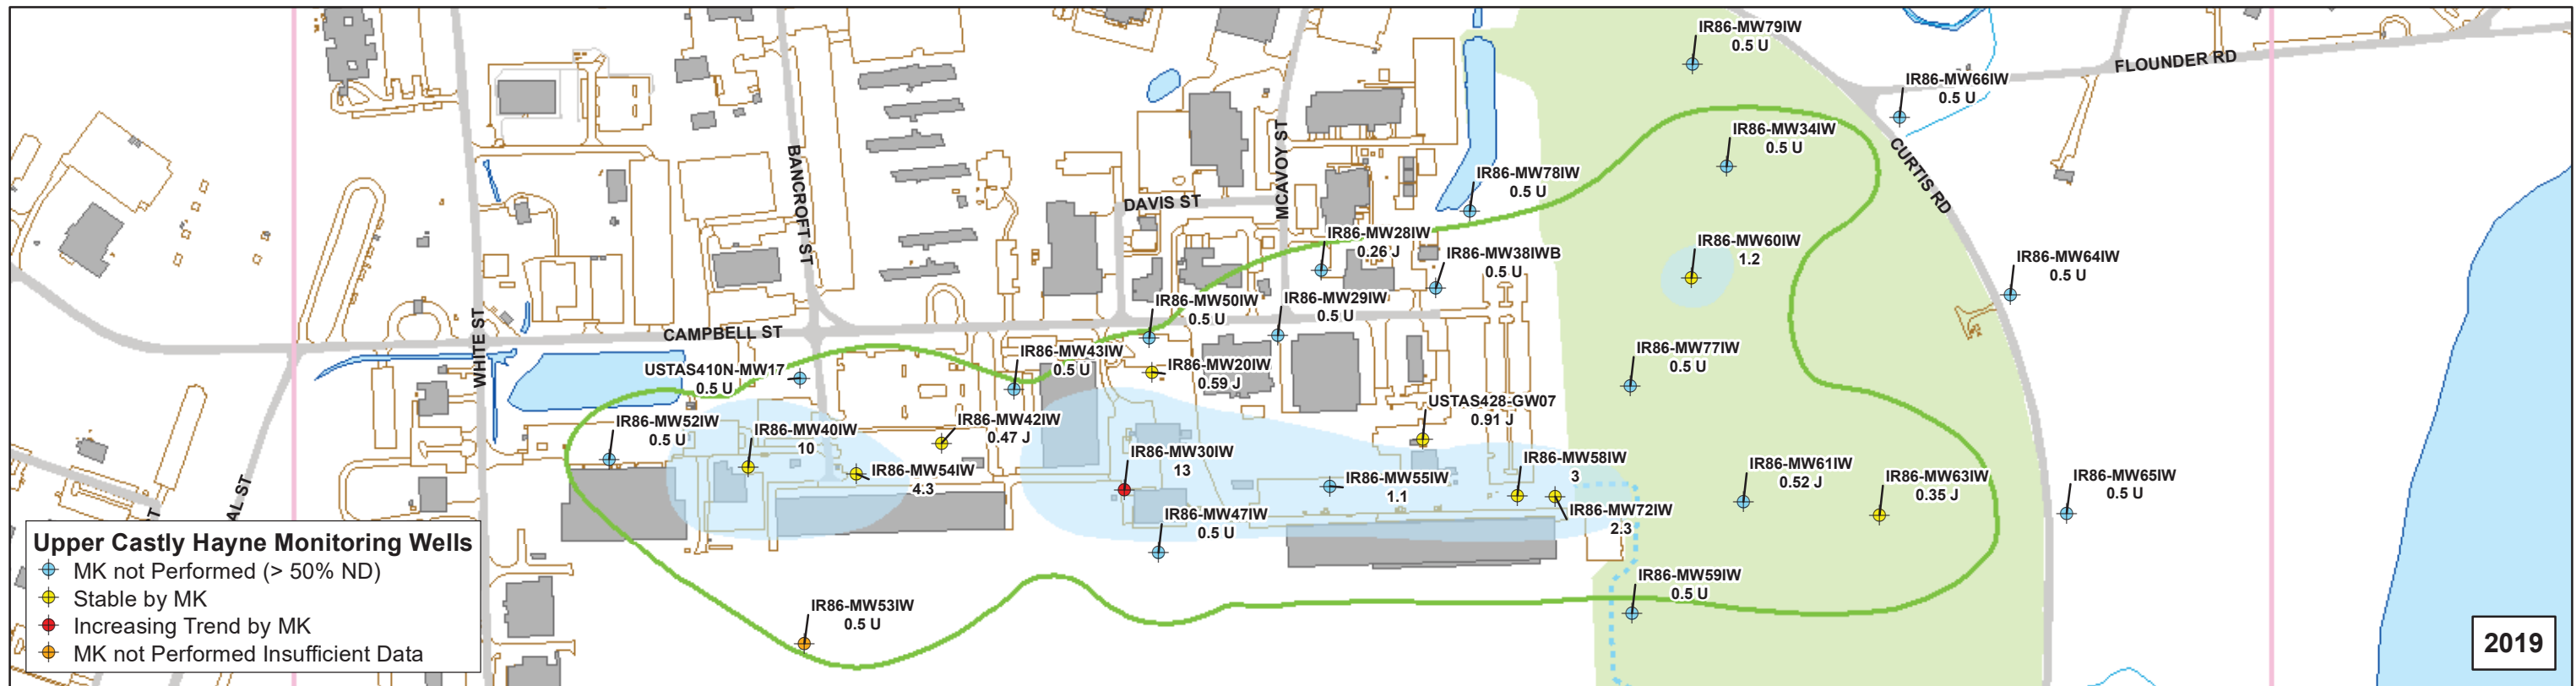 IR86-MW79IW
0.5 U
FLOUNDER RD
IR86-MW66IW
0.5 U
IR86-MW34IW
0.5 U
CURTIS RD
BANCROFT ST
MCAVOY ST
DAVIS ST
IR86-MW78IW
0.5 U
IR86-MW28IW
0.26 J
IR86-MW38IWB
0.5 U
IR86-MW60IW
1.2
IR86-MW64IW
0.5 U
IR86-MW50IW
0.5 U
IR86-MW29IW
0.5 U
WHITE ST
CAMPBELL ST
IR86-MW43IW
0.5 U
IR86-MW77IW
0.5 U
USTAS410N-MW17
0.5 U
IR86-MW20IW
0.59 J
USTAS428-GW07
0.91 J
IR86-MW52IW
0.5 U
IR86-MW40IW
10
IR86-MW42IW
0.47 J
IR86-MW54IW
4.3
IR86-MW30IW
13
IR86-MW55IW
1.1
IR86-MW58IW
3
IR86-MW61IW
0.52 J
IR86-MW63IW
0.35 J
IR86-MW65IW
0.5 U
IR86-MW72IW
2.3
IR86-MW47IW
0.5 U
IR86-MW59IW
0.5 U
IR86-MW53IW
0.5 U
AL ST
T
Upper Castly Hayne Monitoring Wells
MK not Performed (> 50% ND)
Stable by MK
Increasing Trend by MK
MK not Performed Insufficient Data
2019